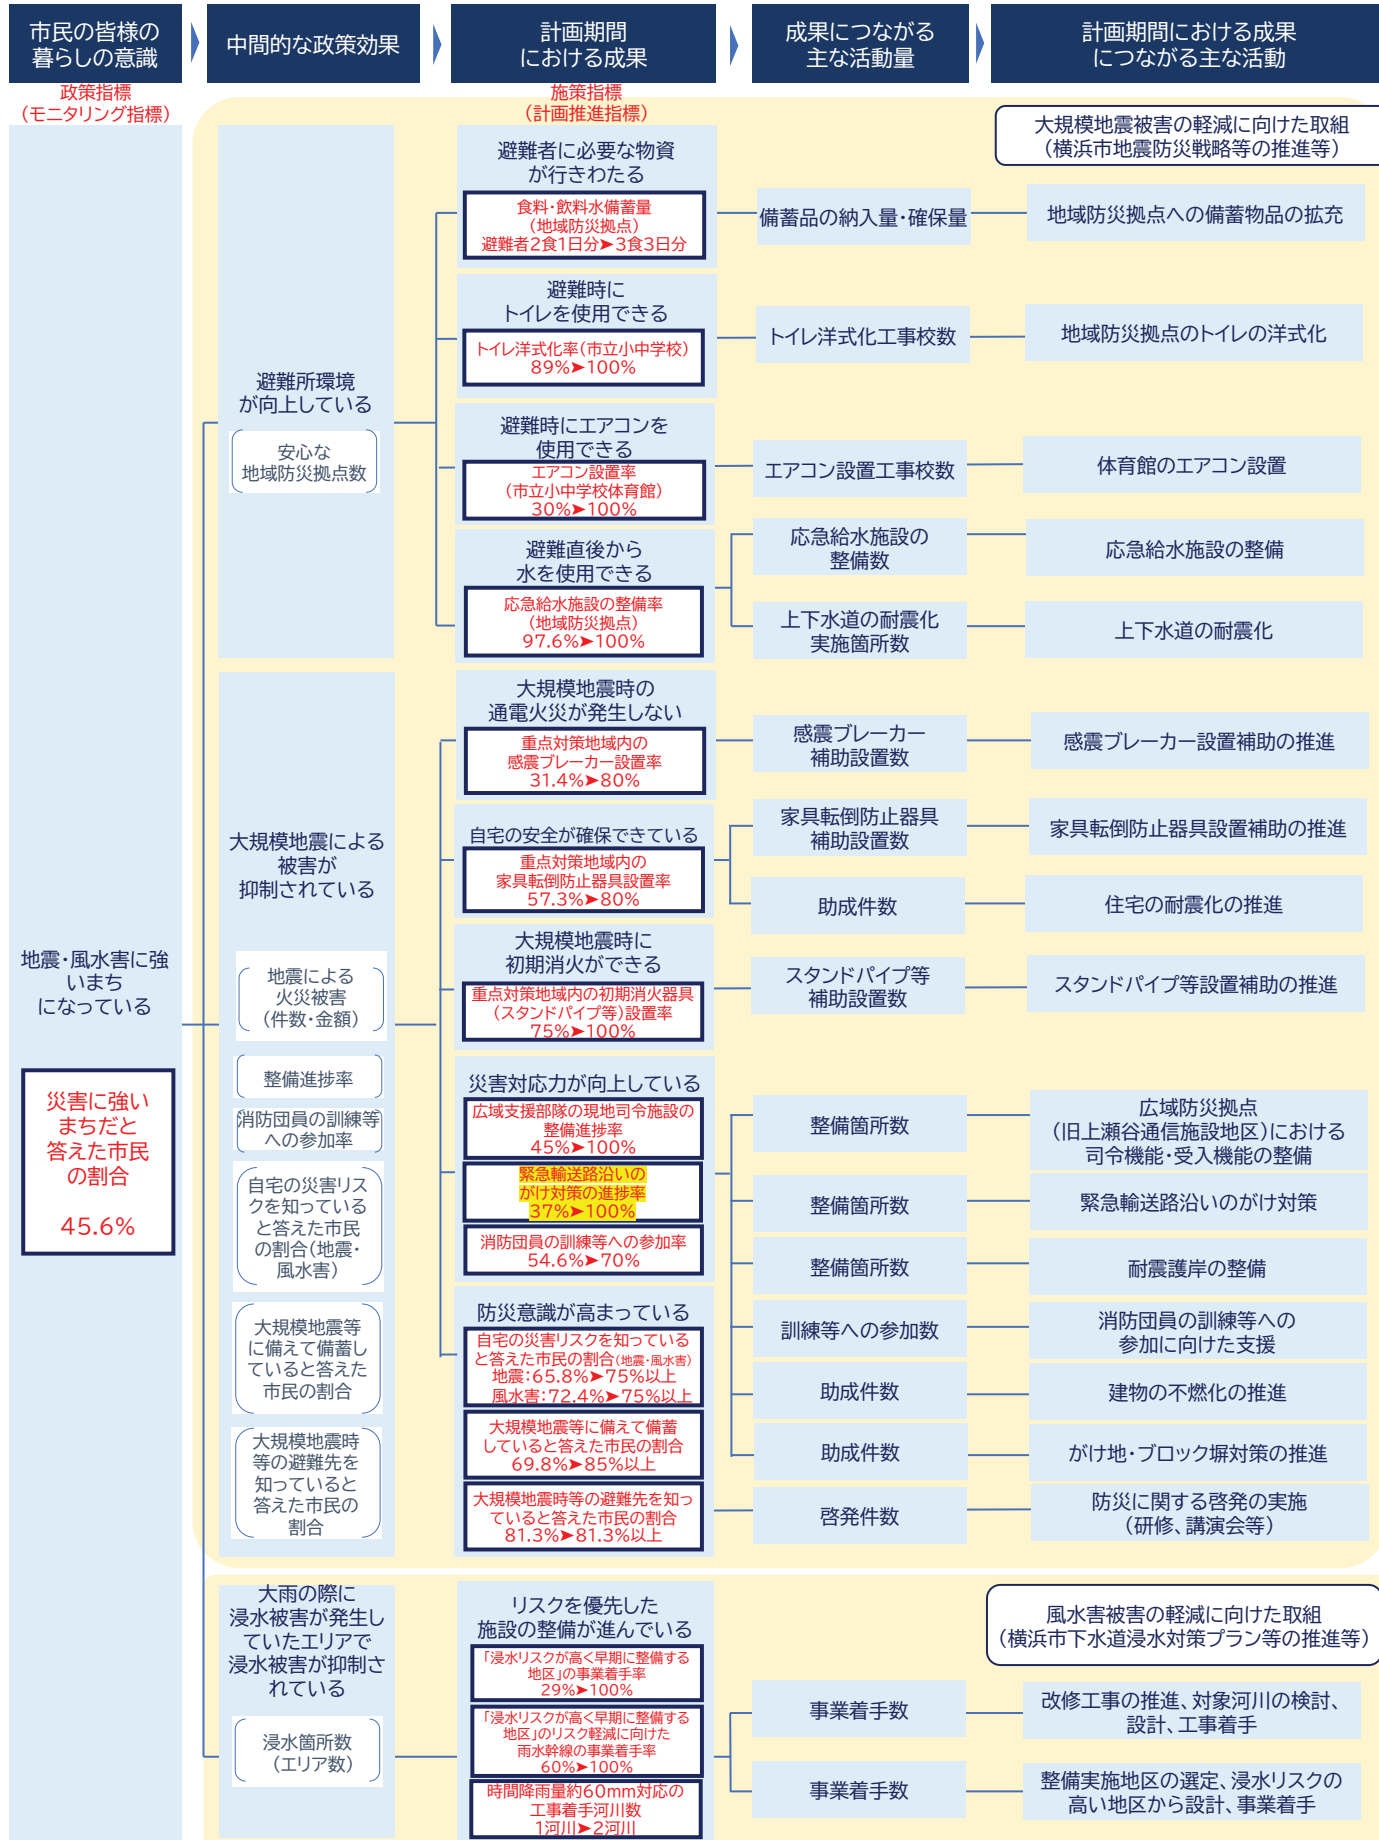 市民の皆様の
暮らしの意識
中間的な政策効果
計画期間
における成果
成果につながる
主な活動量
計画期間における成果
につながる主な活動
政策指標
（モニタリング指標）
施策指標
（計画推進指標）
大規模地震被害の軽減に向けた取組
（横浜市地震防災戦略等の推進等）
地震・風水害に強
いまち
になっている
災害に強い
まちだと
答えた市民
の割合
45.6%
避難所環境
が向上している
安心な
地域防災拠点数
避難者に必要な物資
が行きわたる
食料・飲料水備蓄量
（地域防災拠点）
避難者2食1日分➤3食3日分
備蓄品の納入量・確保量
地域防災拠点への備蓄物品の拡充
避難時に
トイレを使用できる
トイレ洋式化率（市立小中学校）
89%➤100%
トイレ洋式化工事校数
地域防災拠点のトイレの洋式化
避難時にエアコンを
使用できる
エアコン設置率
（市立小中学校体育館）
30%➤100%
エアコン設置工事校数
体育館のエアコン設置
避難直後から
水を使用できる
応急給水施設の整備率
（地域防災拠点）
97.6%➤100%
応急給水施設の
整備数
応急給水施設の整備
上下水道の耐震化
実施箇所数
上下水道の耐震化
大規模地震による
被害が
抑制されている
地震による
火災被害
（件数・金額）
整備進捗率
消防団員の訓練等
への参加率
自宅の災害リス
クを知っている
と答えた市民
の割合（地震・
風水害）
大規模地震等
に備えて備蓄し
ていると答えた
市民の割合
大規模地震時
等の避難先を
知っていると
答えた市民の
割合
大規模地震時の
通電火災が発生しない
重点対策地域内の
感震ブレーカー設置率
31.4%➤80%
感震ブレーカー
補助設置数
感震ブレーカー設置補助の推進
自宅の安全が確保できている
重点対策地域内の
家具転倒防止器具設置率
57.3%➤80%
家具転倒防止器具
補助設置数
家具転倒防止器具設置補助の推進
助成件数
住宅の耐震化の推進
大規模地震時に
初期消火ができる
重点対策地域内の初期消火器具
（スタンドパイプ等）設置率
75%➤100%
スタンドパイプ等
補助設置数
スタンドパイプ等設置補助の推進
災害対応力が向上している
広域支援部隊の現地司令施設の
整備進捗率
45%➤100%
緊急輸送路沿いの
がけ対策の進捗率
37%➤100%
消防団員の訓練等への参加率
54.6%➤70%
整備箇所数
広域防災拠点
（旧上瀬谷通信施設地区）における
司令機能・受入機能の整備
整備箇所数
緊急輸送路沿いのがけ対策
整備箇所数
耐震護岸の整備
訓練等への参加数
消防団員の訓練等への
参加に向けた支援
助成件数
建物の不燃化の推進
助成件数
がけ地・ブロック塀対策の推進
防災意識が高まっている
自宅の災害リスクを知っている
と答えた市民の割合（地震・風水害）
地震：65.8%➤75%以上
風水害：72.4%➤75%以上
大規模地震等に備えて備蓄
していると答えた市民の割合
69.8%➤85%以上
大規模地震時等の避難先を知っ
ていると答えた市民の割合
81.3%➤81.3%以上
啓発件数
防災に関する啓発の実施
（研修、講演会等）
風水害被害の軽減に向けた取組
（横浜市下水道浸水対策プラン等の推進等）
大雨の際に
浸水被害が発生し
ていたエリアで
浸水被害が抑制さ
れている
浸水箇所数
（エリア数）
リスクを優先した
施設の整備が進んでいる
「浸水リスクが高く早期に整備する
地区」の事業着手率
29%➤100%
「浸水リスクが高く早期に整備する
地区」のリスク軽減に向けた
雨水幹線の事業着手率
60%➤100%
時間降雨量約60mm対応の
工事着手河川数
1河川➤2河川
事業着手数
改修工事の推進、対象河川の検討、
設計、工事着手
事業着手数
整備実施地区の選定、浸水リスクの
高い地区から設計、事業着手